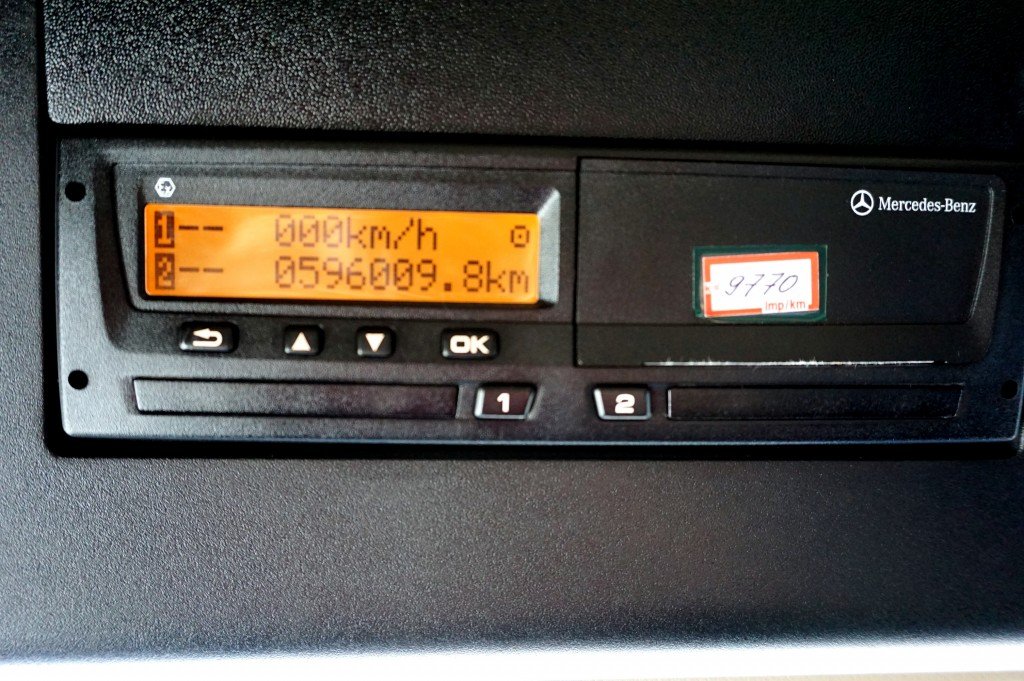 1 -- 000km/h
2 -- 0596009.8km
Mercedes-Benz
9770
Imp/km
OK
1 2